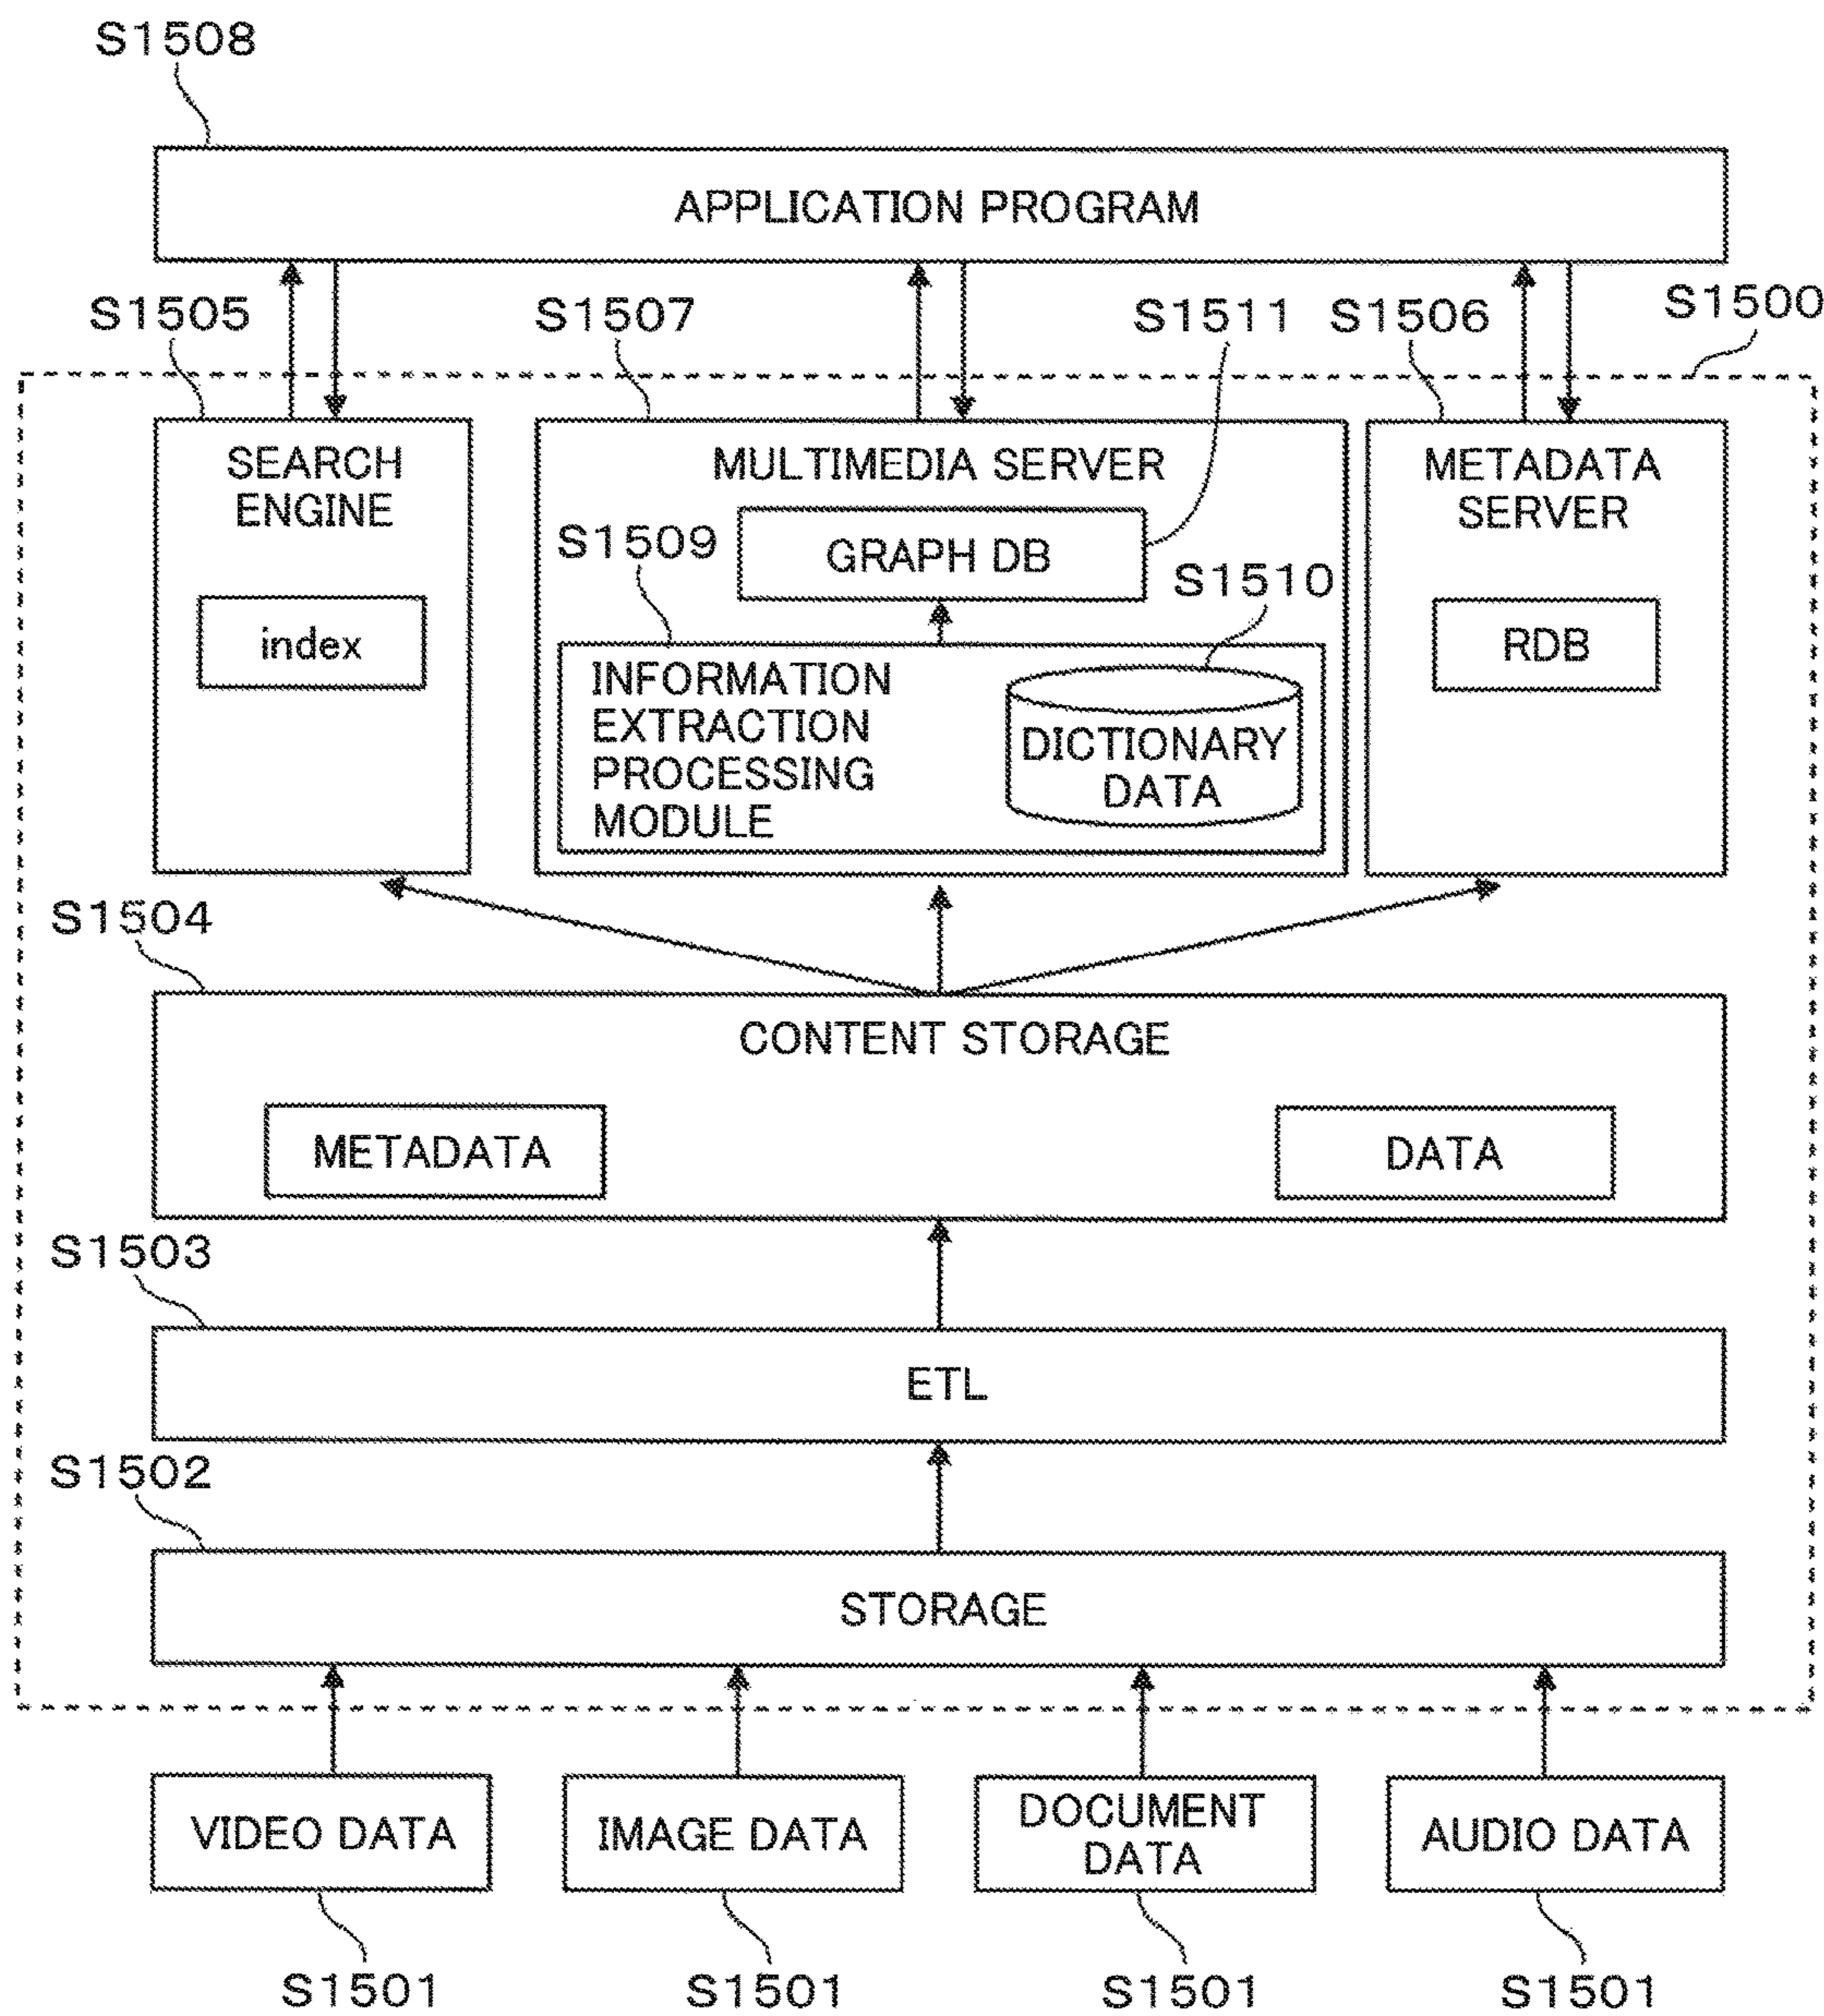 S1508
APPLICATION PROGRAM
S1505
S1507
S1511
S1506
S1500
SEARCH
ENGINE
index
MULTIMEDIA SERVER
GRAPH DB
S1509
S1510
INFORMATION
EXTRACTION
PROCESSING
MODULE
DICTIONARY
DATA
METADATA
SERVER
RDB
S1504
CONTENT STORAGE
METADATA
DATA
S1503
ETL
S1502
STORAGE
VIDEO DATA
IMAGE DATA
DOCUMENT
DATA
AUDIO DATA
S1501
S1501
S1501
S1501